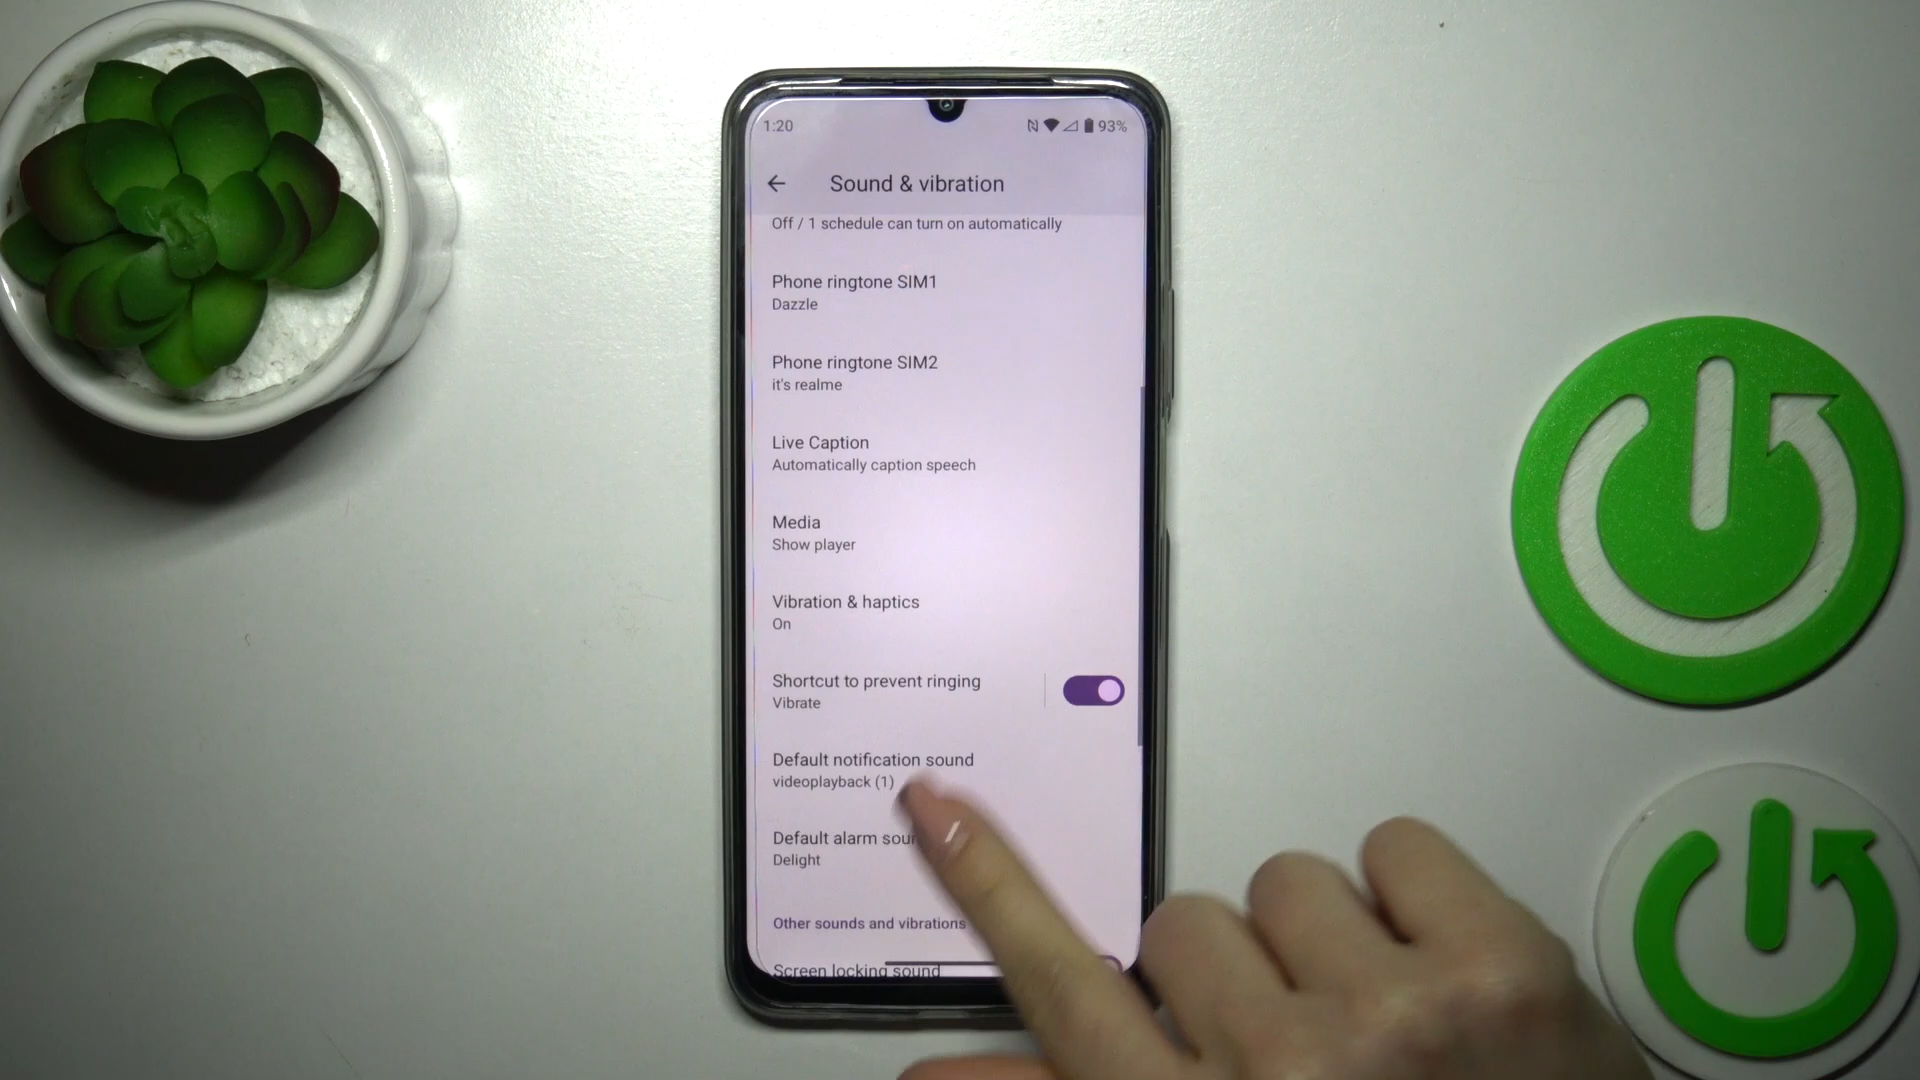 1:20
93%
Sound & vibration
Off / 1 schedule can turn on automatically
Phone ringtone SIM1
Dazzle
Phone ringtone SIM2
it's realme
Live Caption
Automatically caption speech
Media
Show player
Vibration & haptics
On
Shortcut to prevent ringing
Vibrate
Default notification sound
videoplayback (1)
Default alarm
Delight
Other sounds and vibrations
Screen locking sound